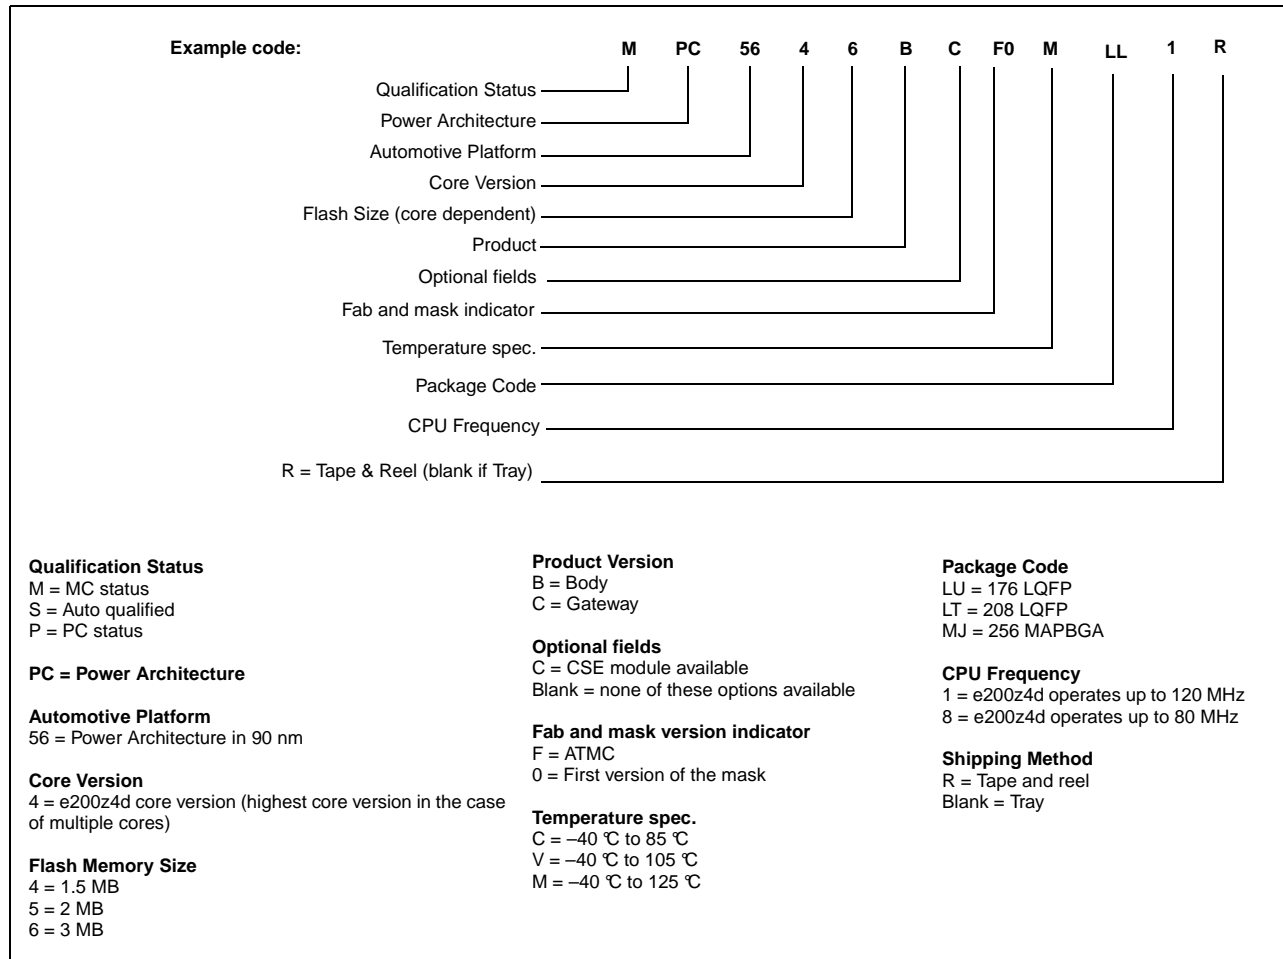 Example code: M PC 56 4 6 B C F0 M LL 1 R
Qualification Status
Power Architecture
Automotive Platform
Core Version
Flash Size (core dependent)
Product
Optional fields
Fab and mask indicator
Temperature spec.
Package Code
CPU Frequency
R = Tape & Reel (blank if Tray)
Qualification Status
M = MC status
S = Auto qualified
P = PC status
PC = Power Architecture
Automotive Platform
56 = Power Architecture in 90 nm
Core Version
4 = e200z4d core version (highest core version in the case
of multiple cores)
Flash Memory Size
4 = 1.5 MB
5 = 2 MB
6 = 3 MB
Product Version
B = Body
C = Gateway
Optional fields
C = CSE module available
Blank = none of these options available
Fab and mask version indicator
F = ATMC
0 = First version of the mask
Temperature spec.
C = –40 °C to 85 °C
V = –40 °C to 105 °C
M = –40 °C to 125 °C
Package Code
LU = 176 LQFP
LT = 208 LQFP
MJ = 256 MAPBGA
CPU Frequency
1 = e200z4d operates up to 120 MHz
8 = e200z4d operates up to 80 MHz
Shipping Method
R = Tape and reel
Blank = Tray